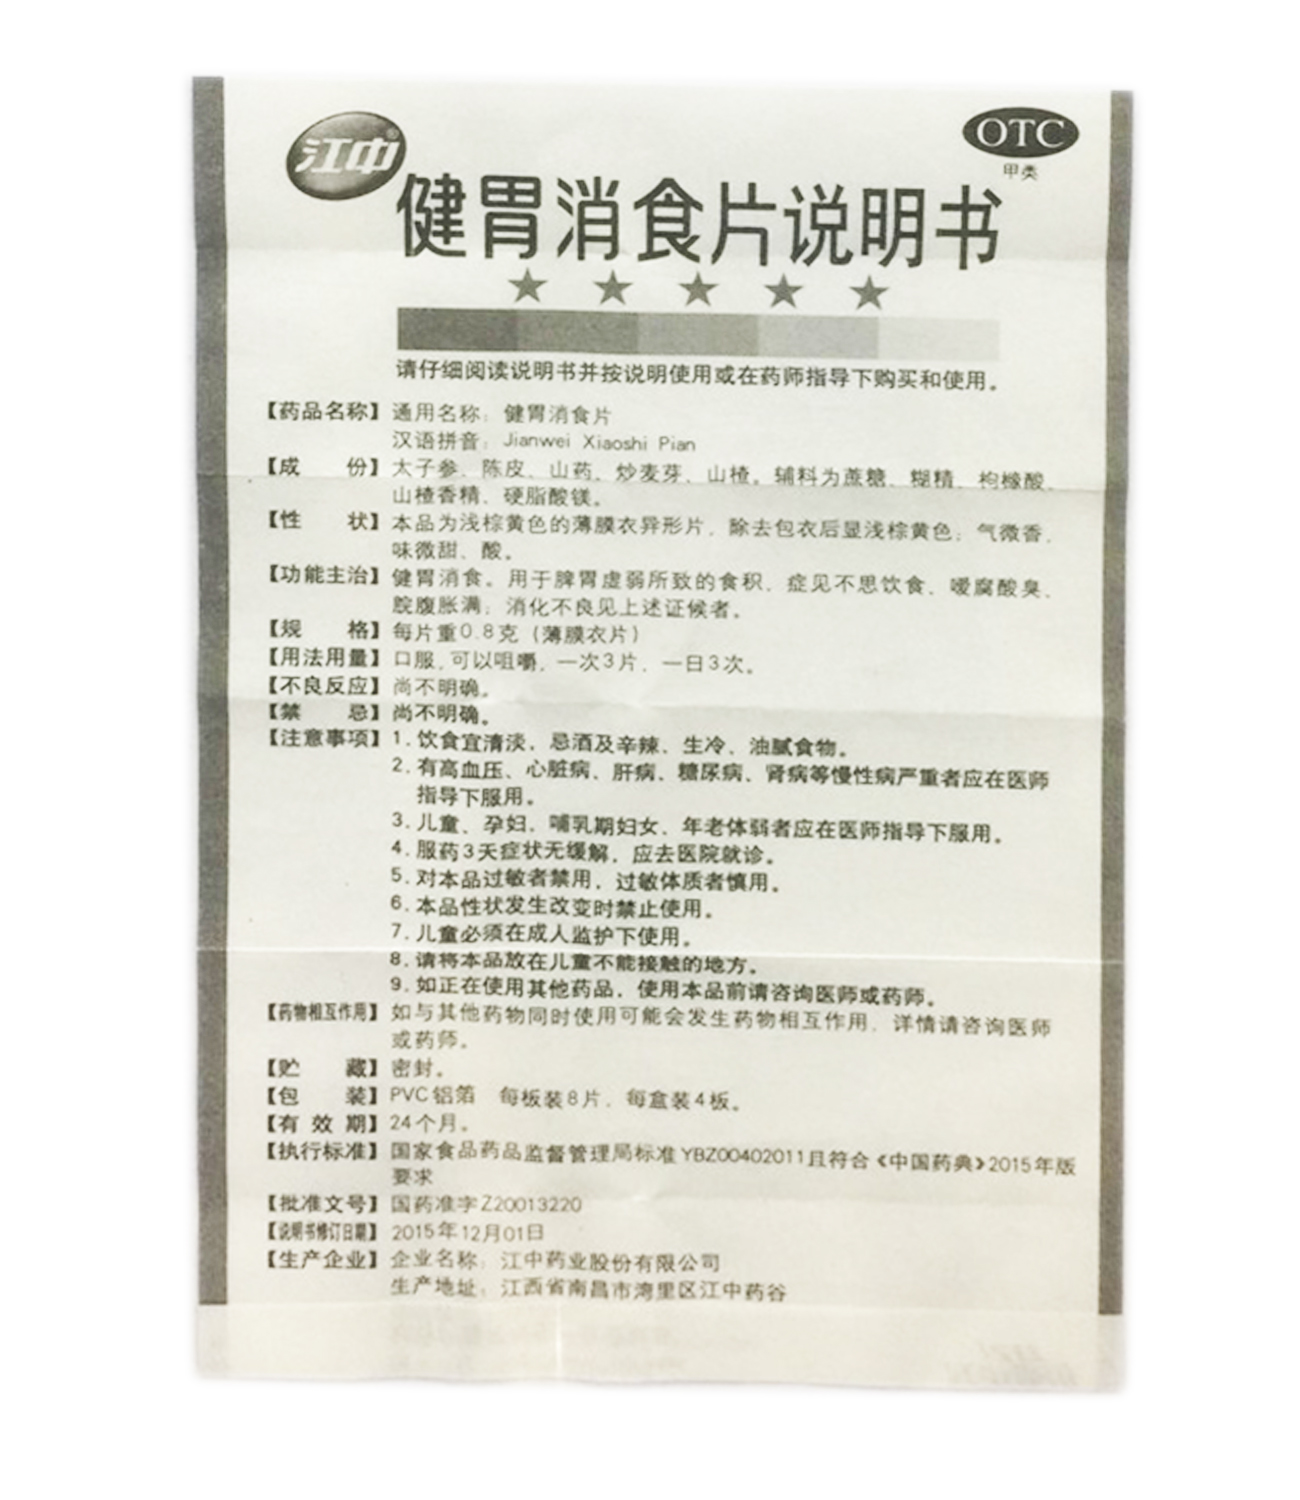 江中®
OTC
甲类
健胃消食片说明书
请仔细阅读说明书并按说明使用或在药师指导下购买和使用。
【药品名称】通用名称：健胃消食片
汉语拼音：Jianwei Xiaoshi Pian
【成 份】太子参、陈皮、山药、炒麦芽、山楂。辅料为蔗糖、糊精、枸橼酸、
山楂香精、硬脂酸镁。
【性 状】本品为浅棕黄色的薄膜衣异形片，除去包衣后显浅棕黄色；气微香，
味微甜、酸。
【功能主治】健胃消食。用于脾胃虚弱所致的食积，症见不思饮食、嗳腐酸臭、
脘腹胀满；消化不良见上述证候者。
【规 格】每片重0.8克（薄膜衣片）
【用法用量】口服，可以咀嚼，一次3片，一日3次。
【不良反应】尚不明确。
【禁 忌】尚不明确。
【注意事项】1.饮食宜清淡，忌酒及辛辣、生冷、油腻食物。
2.有高血压、心脏病、肝病、糖尿病、肾病等慢性病严重者应在医师
指导下服用。
3.儿童、孕妇，哺乳期妇女、年老体弱者应在医师指导下服用。
4.服药3天症状无缓解，应去医院就诊。
5.对本品过敏者禁用，过敏体质者慎用。
6.本品性状发生改变时禁止使用。
7.儿童必须在成人监护下使用。
8.请将本品放在儿童不能接触的地方。
9.如正在使用其他药品，使用本品前请咨询医师或药师。
【药物相互作用】如与其他药物同时使用可能会发生药物相互作用，详情请咨询医师
或药师。
【贮 藏】密封。
【包 装】PVC铝箔 每板装8片，每盒装4板。
【有 效 期】24个月。
【执行标准】国家食品药品监督管理局标准YBZ00402011且符合《中国药典》2015年版
要求
【批准文号】国药准字Z20013220
【说明书修订日期】2015年12月01日
【生产企业】企业名称：江中药业股份有限公司
生产地址：江西省南昌市湾里区江中药谷